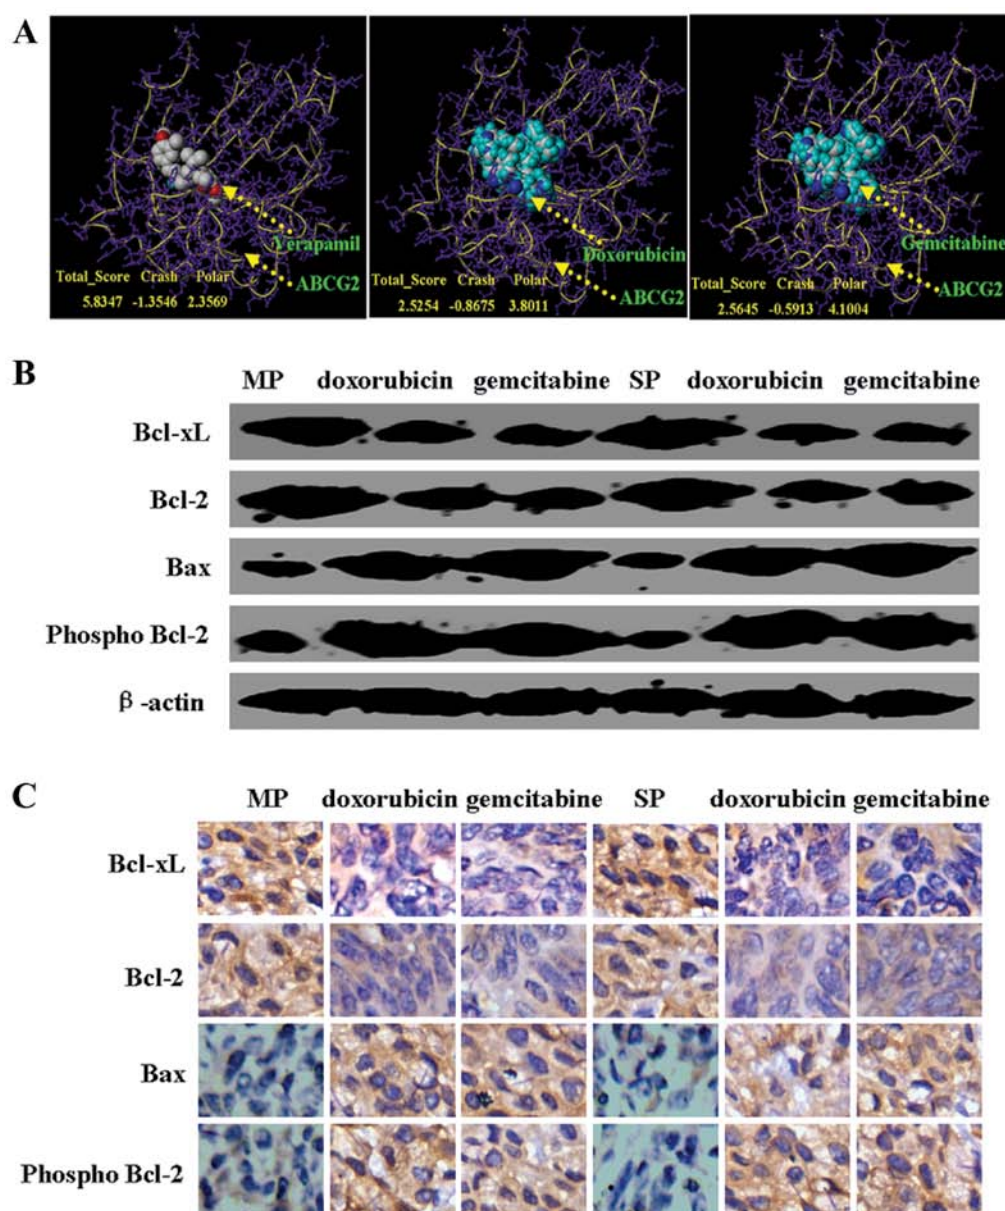 A
Verapamil
Total_Score Crash Polar
ABCG2
5.8347 -1.3546 2.3569
Doxorubicin
Total_Score Crash Polar
ABCG2
2.5254 -0.8675 3.8011
Gemcitabine
Total_Score Crash Polar
ABCG2
2.5645 -0.5913 4.1004
B
MP doxorubicin gemcitabine SP doxorubicin gemcitabine
Bcl-xL
Bcl-2
Bax
Phospho Bcl-2
β -actin
C
MP doxorubicin gemcitabine SP doxorubicin gemcitabine
Bcl-xL
Bcl-2
Bax
Phospho Bcl-2